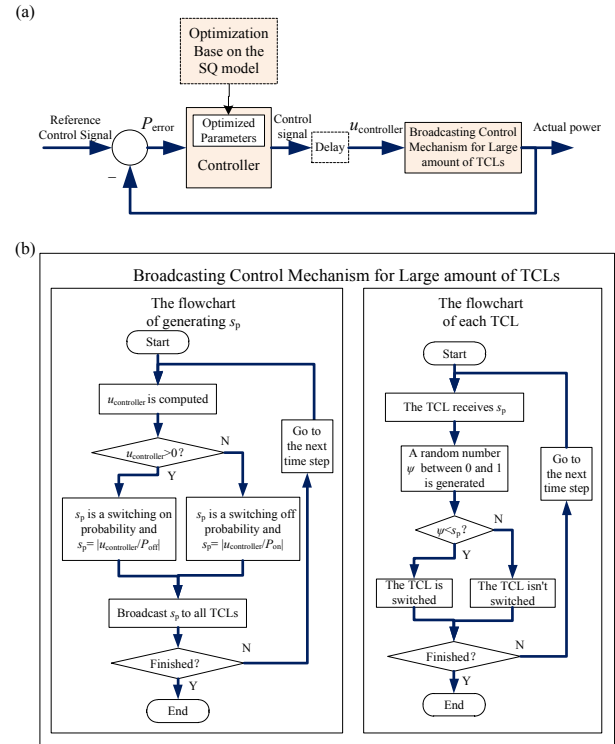 (a)
Optimization
Base on the
SQ model
Reference
Control Signal
P_error
Optimized
Parameters
Controller
Control
signal
Delay
u_controller
Broadcasting Control
Mechanism for Large
amount of TCLs
Actual power
−
(b)
Broadcasting Control Mechanism for Large amount of TCLs
The flowchart
of generating s_p
Start
u_controller is computed
u_controller>0?
N
Y
s_p is a switching on
probability and
s_p= |u_controller/P_off|
s_p is a switching off
probability and
s_p= |u_controller/P_on|
Go to
the next
time step
Broadcast s_p to all TCLs
Finished?
N
Y
End
The flowchart
of each TCL
Start
The TCL receives s_p
A random number
ψ between 0 and 1
is generated
Go to
the next
time step
ψ<s_p?
N
Y
The TCL is
switched
The TCL isn't
switched
Finished?
N
Y
End